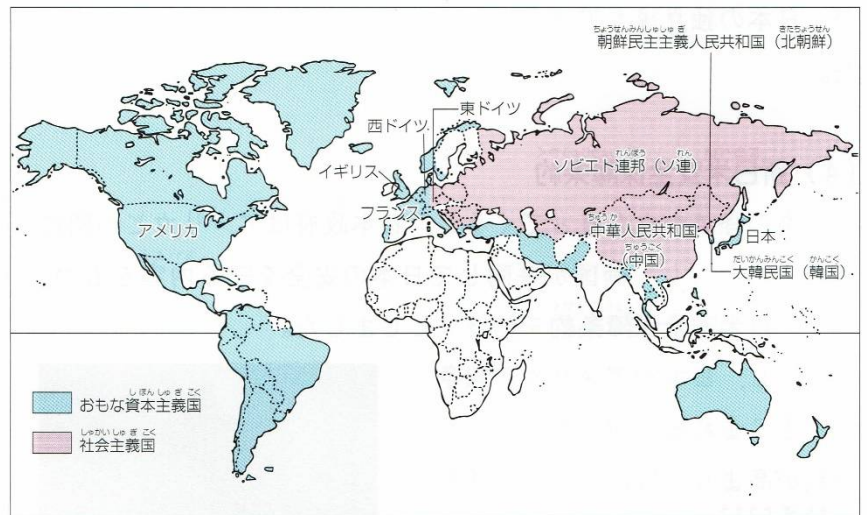 ちょうせんみんしゅしゅぎ きたちょうせん
朝鮮民主主義人民共和国(北朝鮮)
東ドイツ
西ドイツ
イギリス
れんぽう れん
ソビエト連邦(ソ連)
フランス
アメリカ
ちゅうか
中華人民共和国
日本
ちゅうごく
(中国)
だいかんみんこく かんこく
大韓民国(韓国)
しほんしゅぎこく
おもな資本主義国
しゃかいしゅぎこく
社会主義国